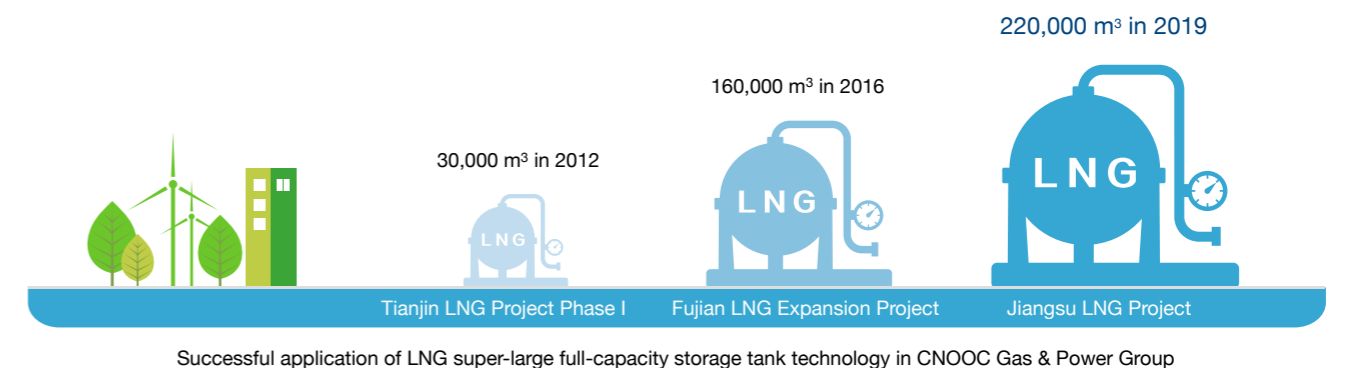 220,000 m³ in 2019
160,000 m³ in 2016
30,000 m³ in 2012
LNG
LNG
LNG
Tianjin LNG Project Phase I
Fujian LNG Expansion Project
Jiangsu LNG Project
Successful application of LNG super-large full-capacity storage tank technology in CNOOC Gas & Power Group